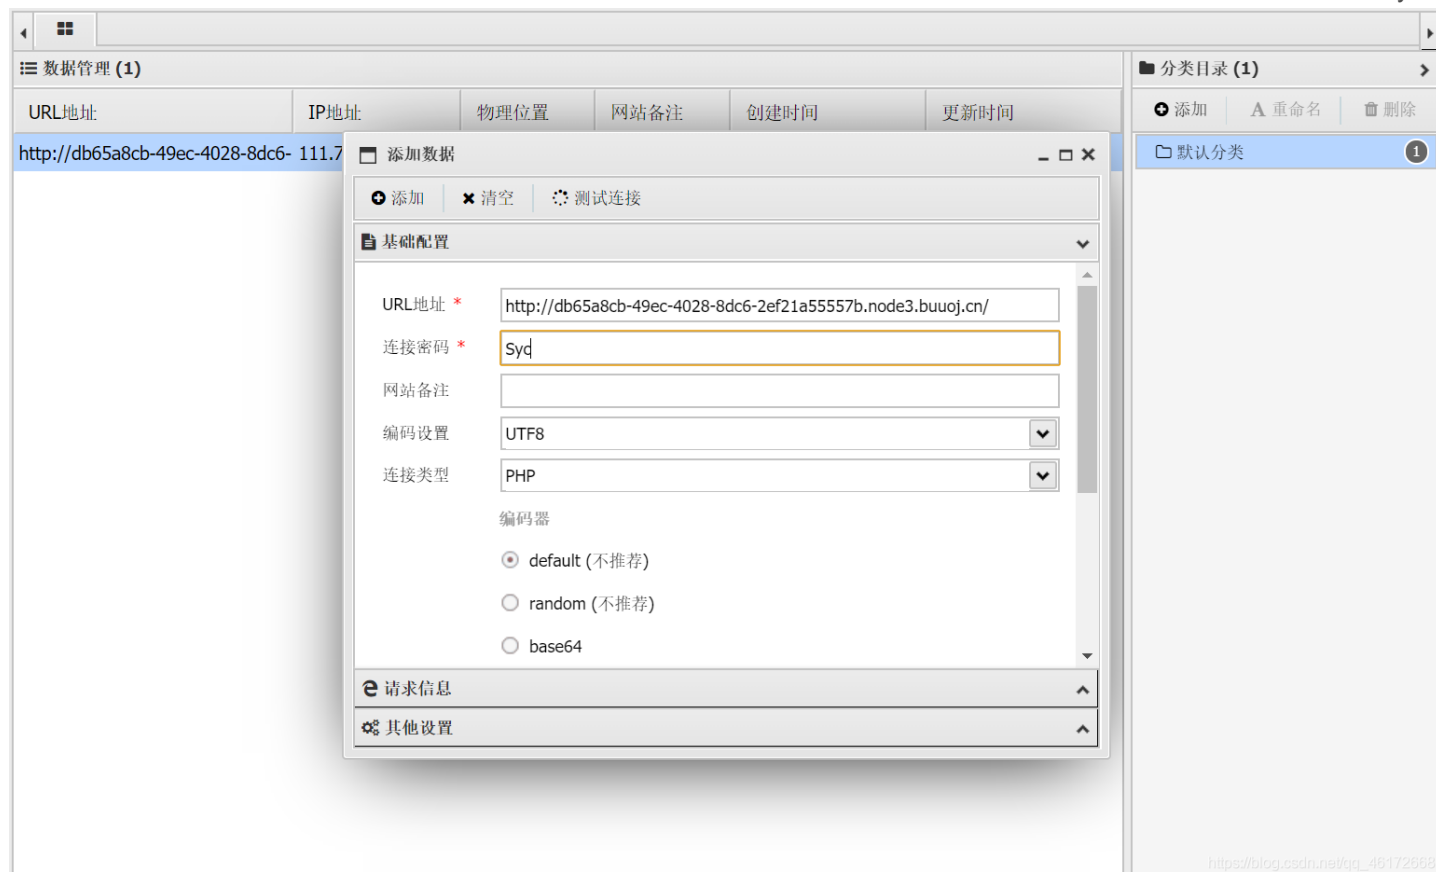 数据管理 (1)
分类目录 (1)
URL地址 IP地址 物理位置 网站备注 创建时间 更新时间
添加 重命名 删除
http://db65a8cb-49ec-4028-8dc6- 111.7
默认分类 1
添加数据
添加 清空 测试连接
基础配置
URL地址 * http://db65a8cb-49ec-4028-8dc6-2ef21a55557b.node3.buuoj.cn/
连接密码 * Syc
网站备注
编码设置 UTF8
连接类型 PHP
编码器
default (不推荐)
random (不推荐)
base64
请求信息
其他设置
https://blog.csdn.net/qq_46172668